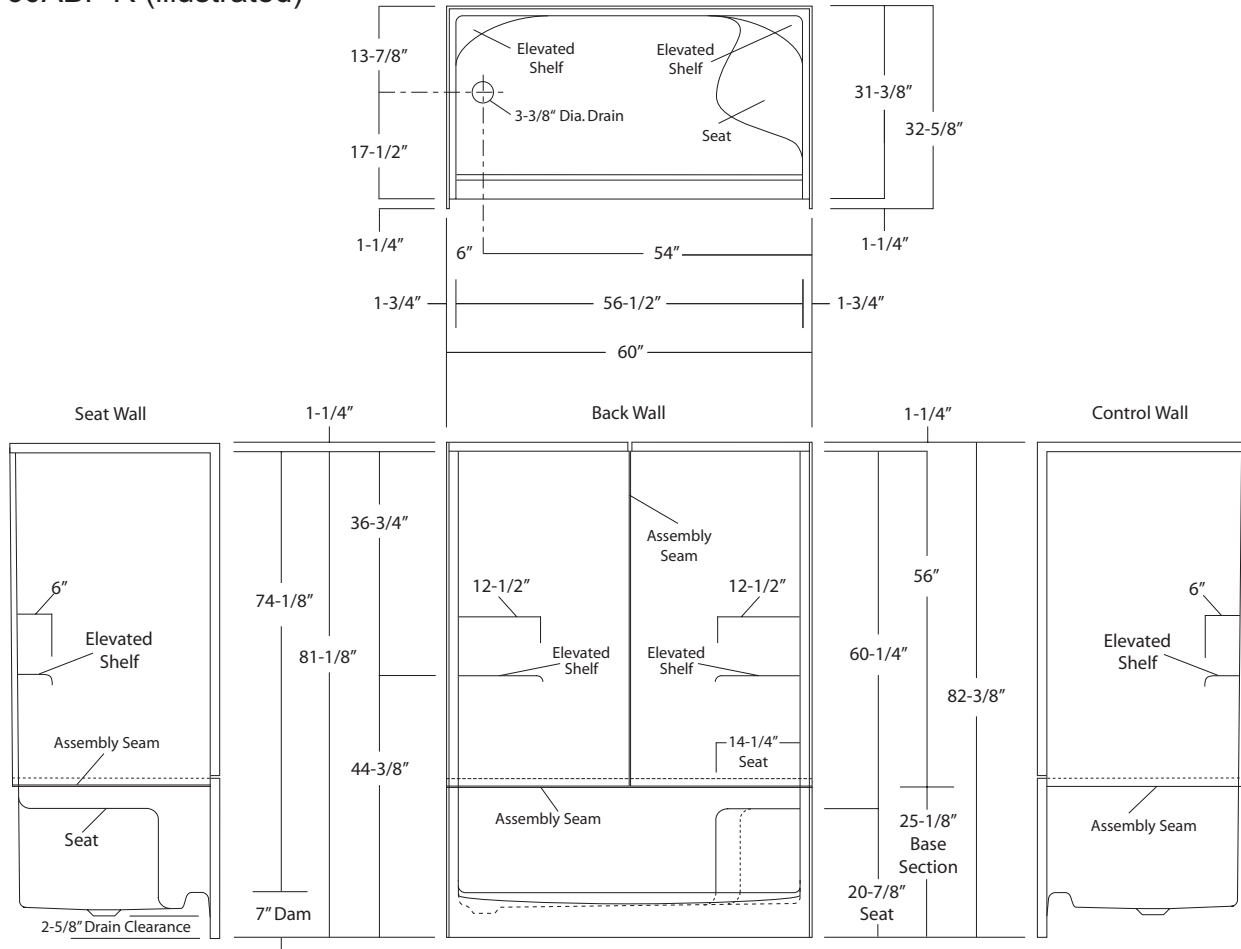 13-7/8”
Elevated
Shelf
Elevated
Shelf
31-3/8”
3-3/8“ Dia. Drain
32-5/8”
Seat
17-1/2”
1-1/4”
6”
54”
1-1/4”
1-3/4”
56-1/2”
1-3/4”
60”
Seat Wall
1-1/4”
Back Wall
1-1/4”
Control Wall
36-3/4”
Assembly
Seam
56”
6”
74-1/8”
12-1/2”
12-1/2”
6”
Elevated
Shelf
81-1/8”
Elevated
Shelf
Elevated
Shelf
60-1/4”
Elevated
Shelf
82-3/8”
Assembly Seam
44-3/8”
14-1/4”
Seat
Assembly Seam
25-1/8”
Base
Section
Assembly Seam
Seat
20-7/8”
Seat
7” Dam
2-5/8” Drain Clearance